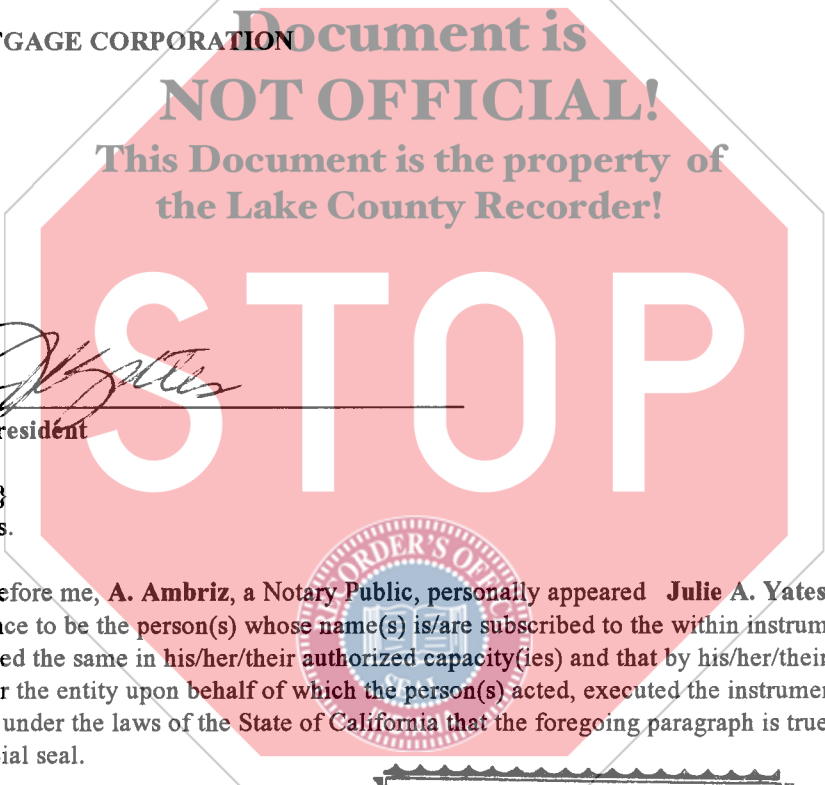 TGAGE CORPORATION
Document is
NOT OFFICIAL!
This Document is the property of
the Lake County Recorder!
STOP
resident
}
s.
RDER'S OFFIC
efore me, A. Ambriz, a Notary Public, personally appeared Julie A. Yates
ce to be the person(s) whose name(s) is/are subscribed to the within instrum
ed the same in his/her/their authorized capacity(ies) and that by his/her/their
r the entity upon behalf of which the person(s) acted, executed the instrumen
under the laws of the State of California that the foregoing paragraph is true
SEAL
ial seal.